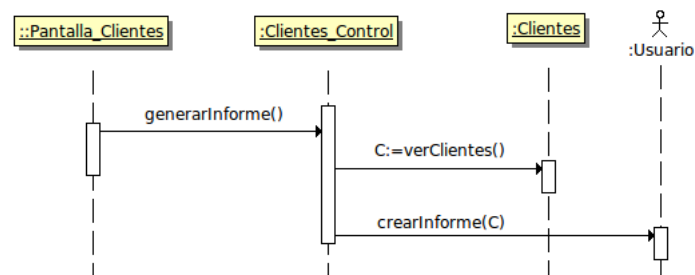 ::Pantalla_Clientes
:Clientes_Control
:Clientes
:Usuario
generarInforme()
C:=verClientes()
crearInforme(C)